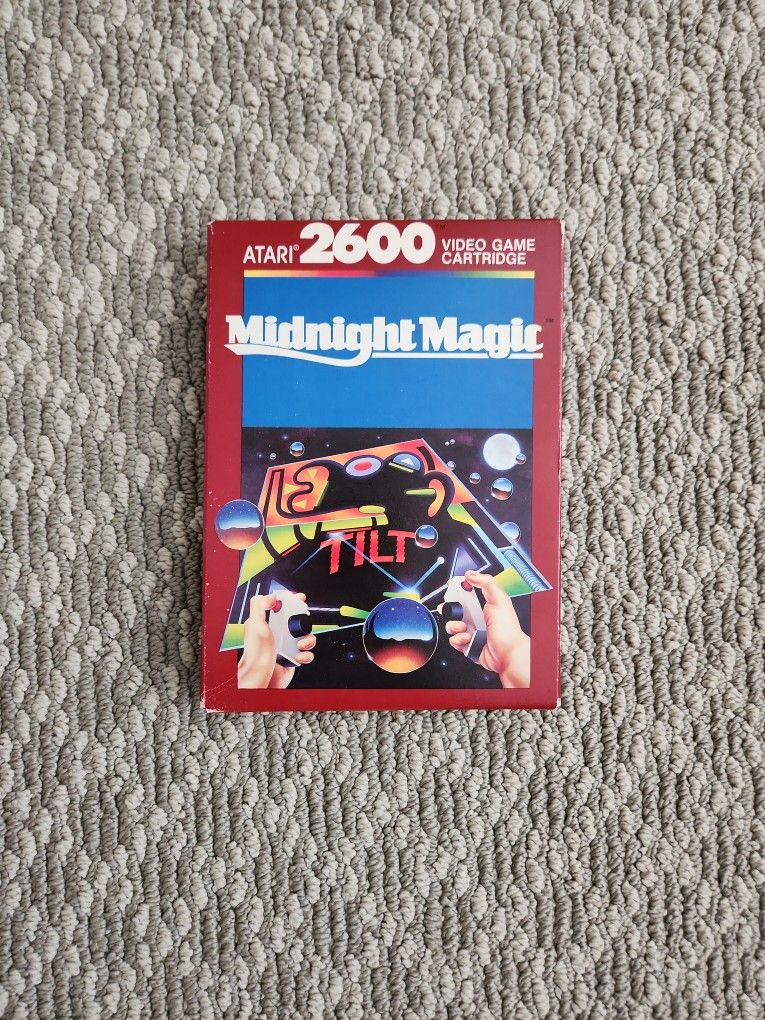 ATARI® 2600™ VIDEO GAME
CARTRIDGE
Midnight Magic™
TILT